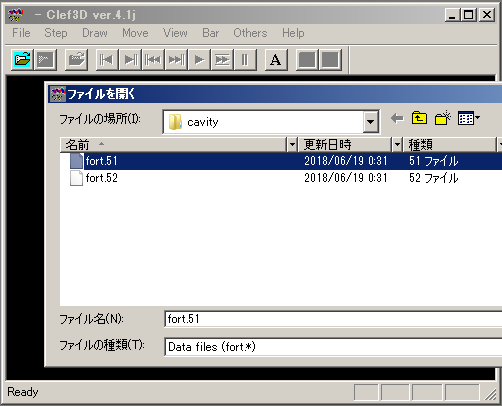 - Clef3D ver.4.1j
File Step Draw Move View Bar Others Help
A
ファイルを開く
ファイルの場所(I): cavity
名前 更新日時 種類
fort.51 2018/06/19 0:31 51 ファイル
fort.52 2018/06/19 0:31 52 ファイル
ファイル名(N): fort.51
ファイルの種類(T): Data files (fort.*)
Ready